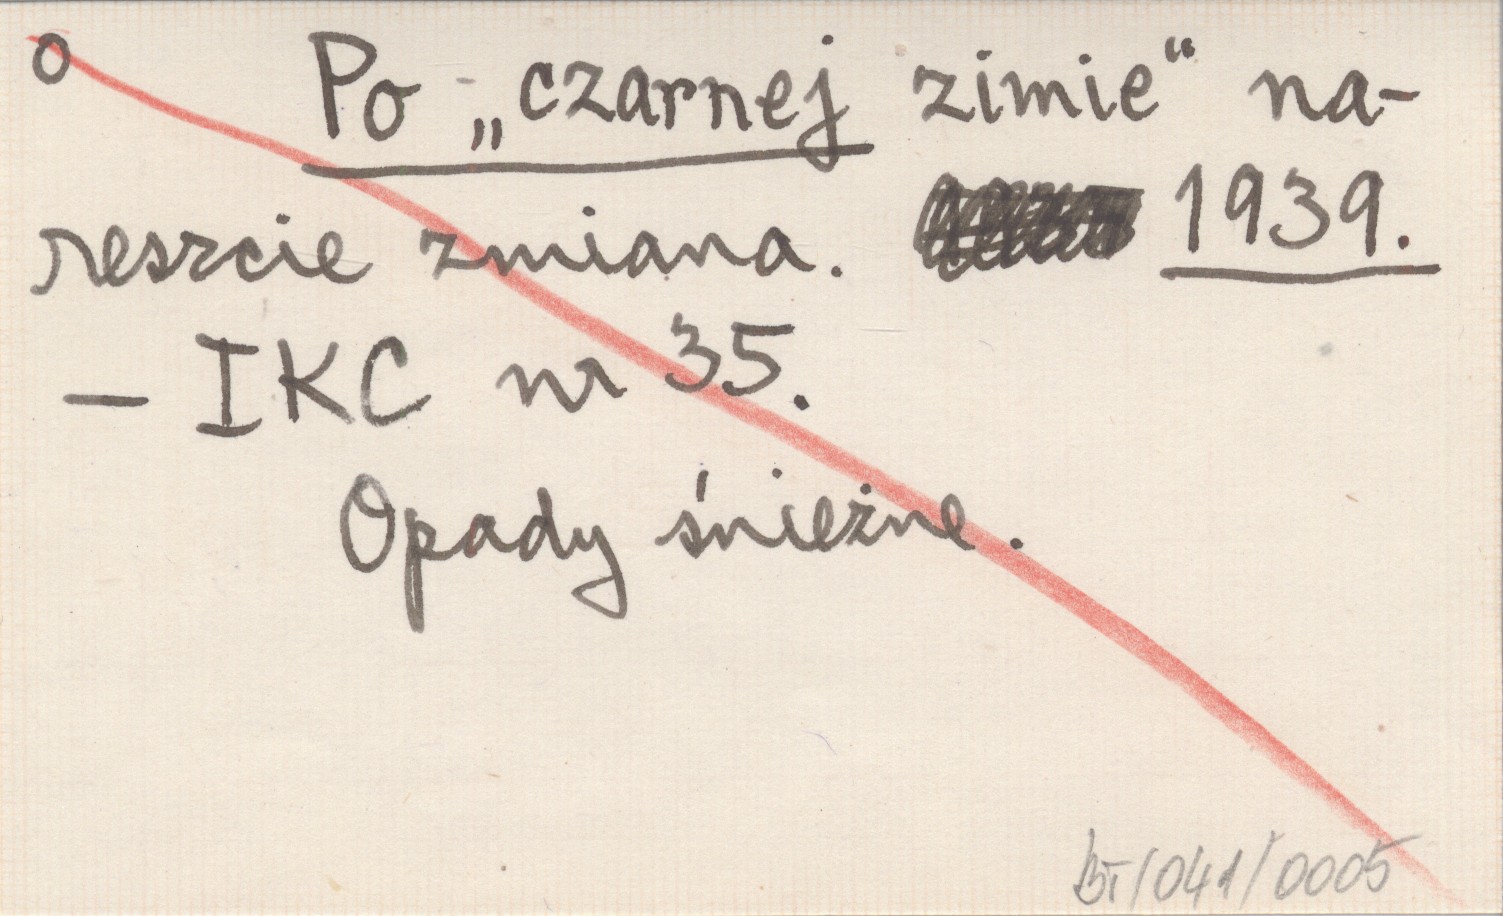 o Po „czarnej zimie“ na-
reszcie zmiana. 1939.
— IKC nr 35.
Opady śnieżne.
BT/041/0005